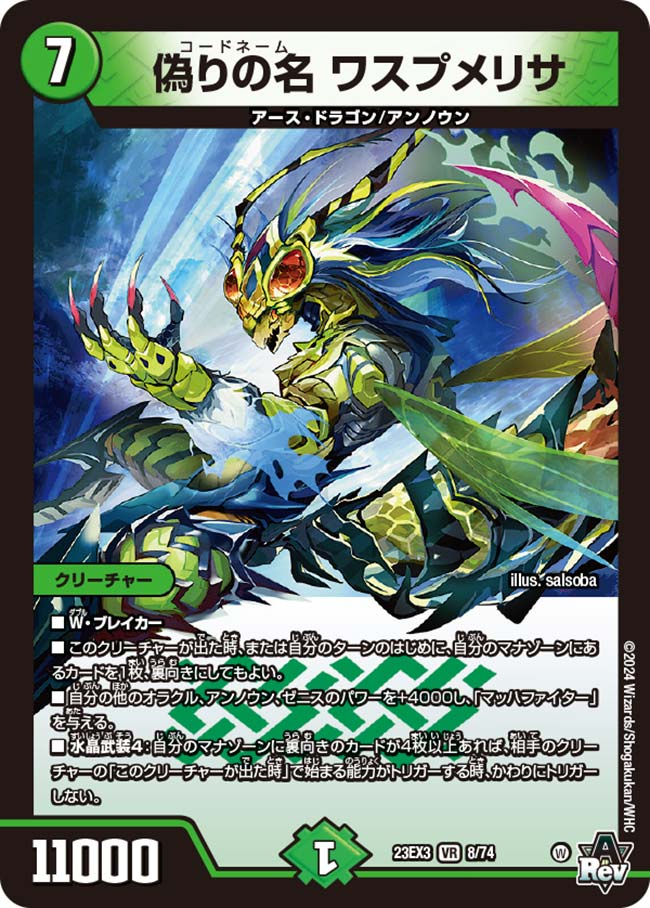 7
コードネーム
偽りの名 ワスプメリサ
アース・ドラゴン/アンノウン
クリーチャー
illus. salsoba
■W・ブレイカー
■このクリーチャーが出た時、または自分のターンのはじめに、自分のマナゾーンにあ
るカードを1枚、裏向きにしてもよい。
■自分の他のオラクル、アンノウン、ゼニスのパワーを+4000し、「マッハファイター」
を与える。
■水晶武装4:自分のマナゾーンに裏向きのカードが4枚以上あれば、相手のクリ
ーチャーの「このクリーチャーが出た時」で始まる能力がトリガーする時、かわりにトリガー
しない。
©2024 Wizards/Shogakukan/WHC
11000
1
23EX3 VR 8/74
W
A Rev